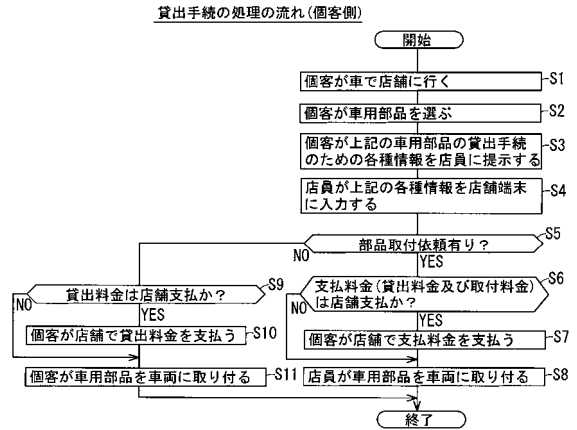 貸出手続の処理の流れ(個客側)
開始
個客が車で店舗に行く
S1
個客が車用部品を選ぶ
S2
個客が上記の車用部品の貸出手続
のための各種情報を店員に提示する
S3
店員が上記の各種情報を店舗端末
に入力する
S4
部品取付依頼有り?
S5
NO
YES
貸出料金は店舗支払か?
S9
支払料金(貸出料金及び取付料金)
は店舗支払か?
S6
NO
YES
NO
YES
個客が店舗で貸出料金を支払う
S10
個客が店舗で支払料金を支払う
S7
個客が車用部品を車両に取り付る
S11
店員が車用部品を車両に取り付る
S8
終了